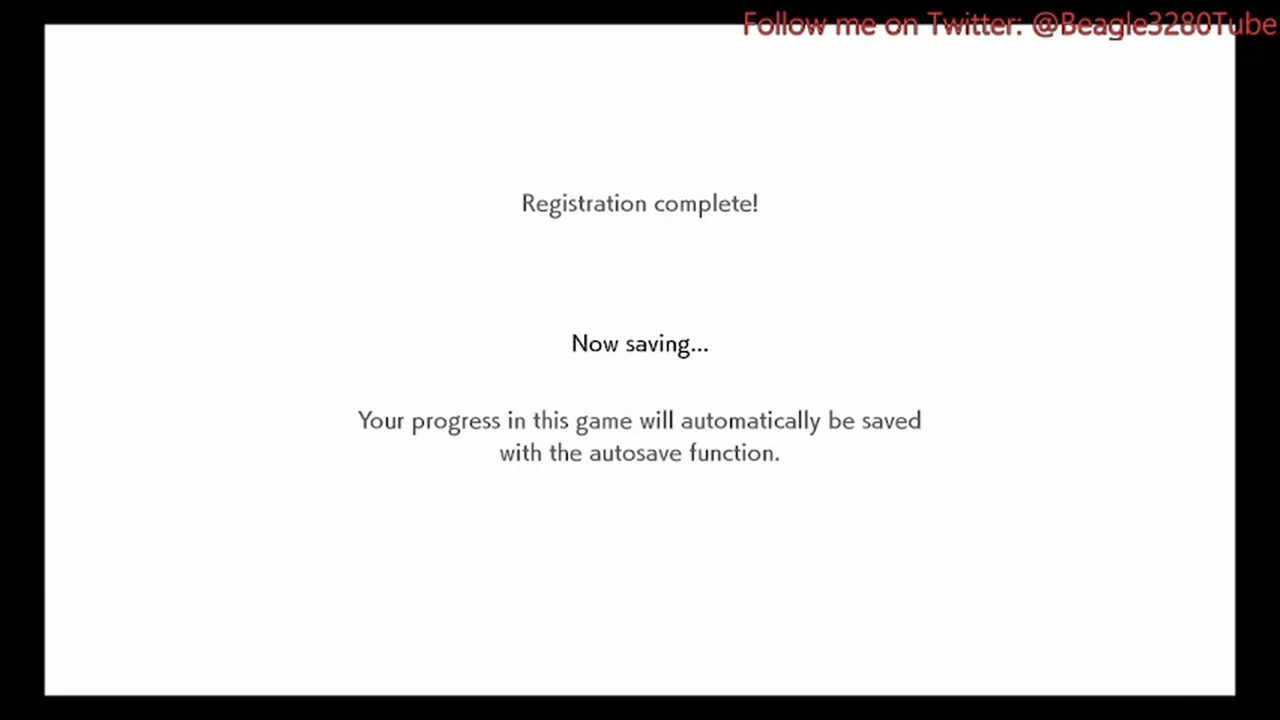 Follow me on Twitter: @Beagle3280Tube
Registration complete!
Now saving...
Your progress in this game will automatically be saved
with the autosave function.